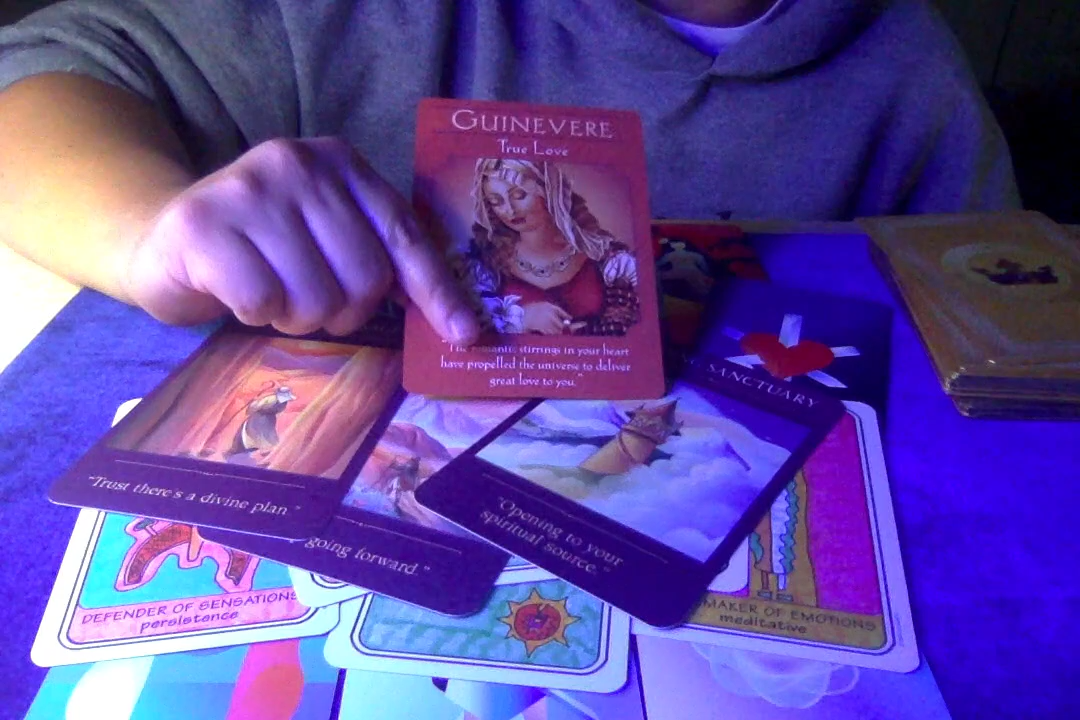 GUINEVERE
True Love
"The romantic stirrings in your heart
have propelled the universe to deliver
great love to you."
SANCTUARY
"Trust there's a divine plan."
going forward."
"Opening to your
spiritual source."
DEFENDER OF SENSATIONS
persistence
MAKER OF EMOTIONS
meditative